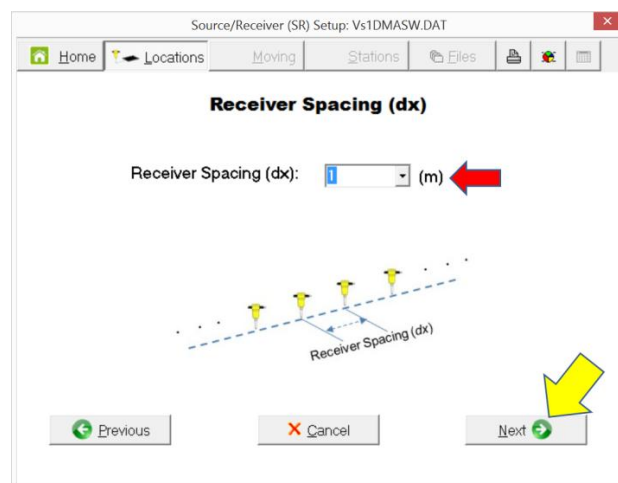 Source/Receiver (SR) Setup: Vs1DMASW.DAT
Home Locations Moving Stations Files
Receiver Spacing (dx)
Receiver Spacing (dx): 1 (m)
Receiver Spacing (dx)
Previous Cancel Next